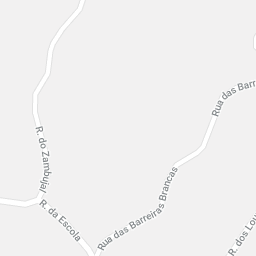 Rua das Barr
R. do Zambujal
Rua das Barreiras Brancas
R. da Escola
R. dos Lou